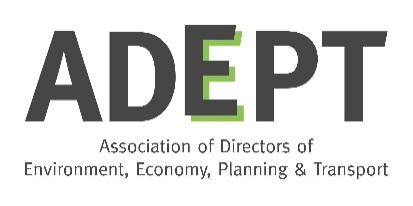 ADEPT
Association of Directors of
Environment, Economy, Planning & Transport